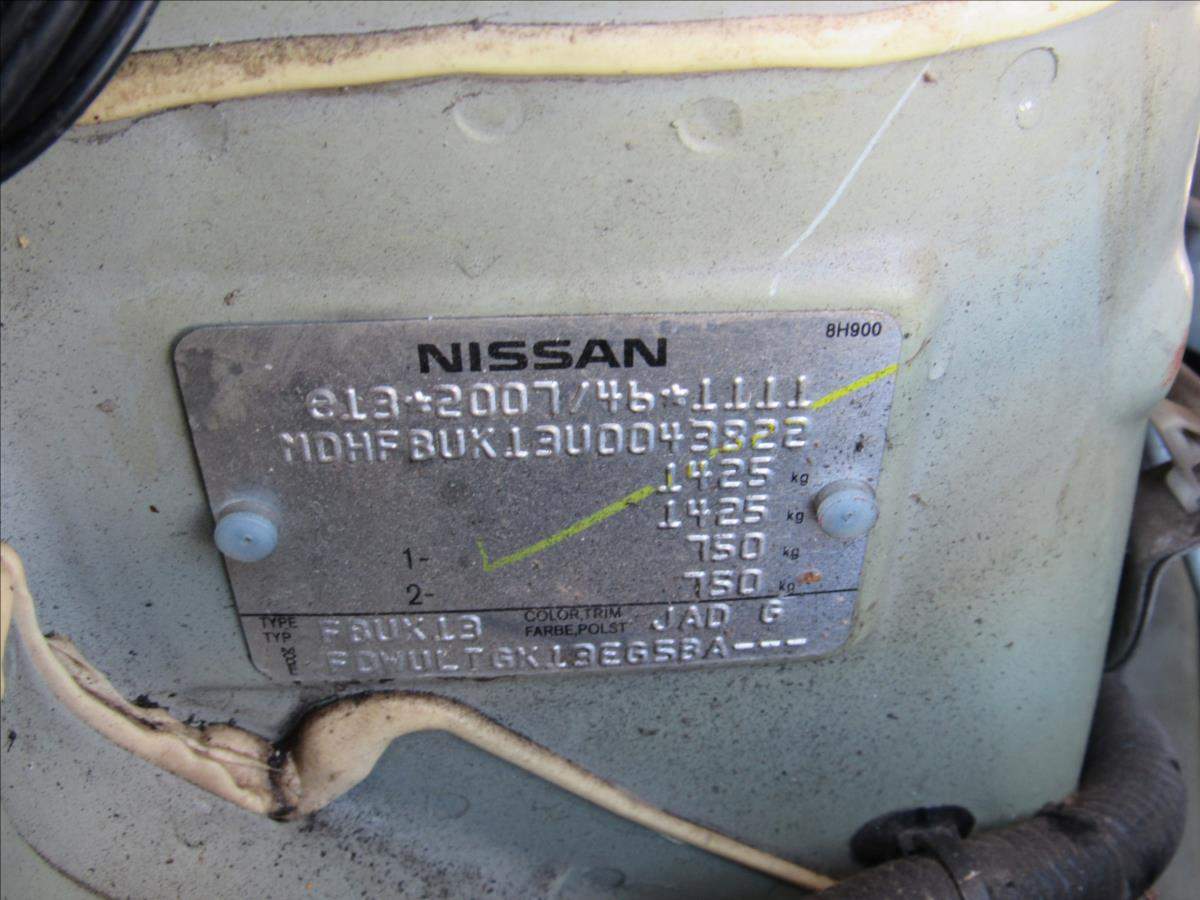 8H900
NISSAN
e13*2007/46*1111
MDHFBUK13U0043822
1425 kg
1425 kg
1- 750 kg
2- 750 kg
TYPE TYP FBUK13 COLOR,TRIM FARBE,POLST JAD G
FDWULTGK13EG5BA---